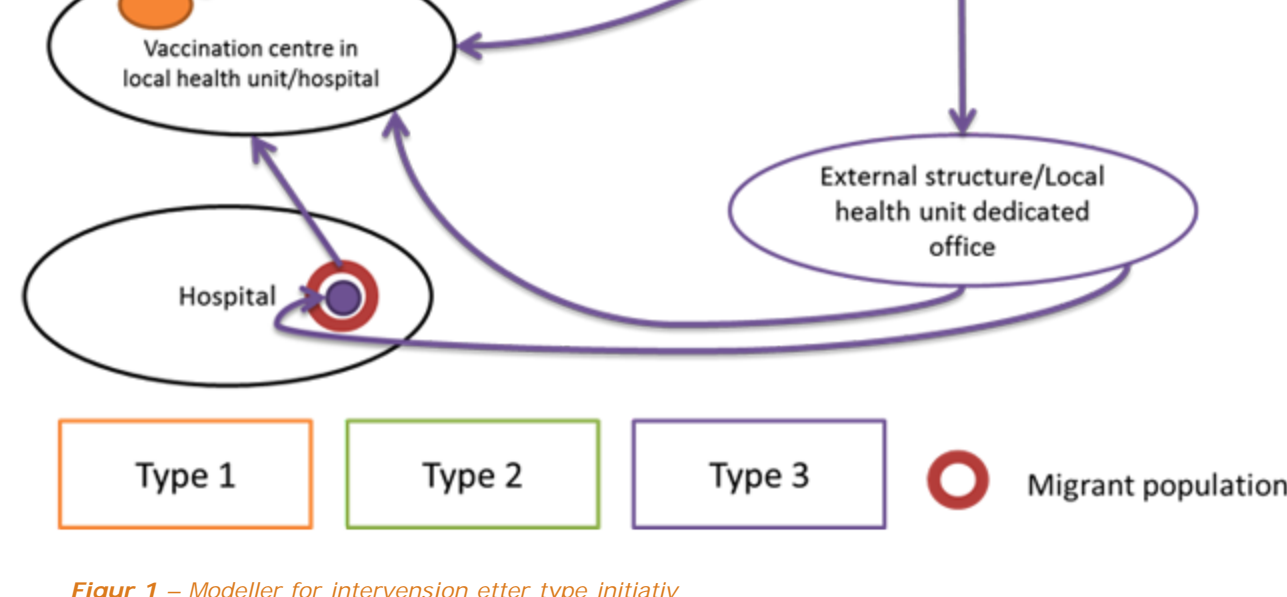 Vaccination centre in
local health unit/hospital
External structure/Local
health unit dedicated
office
Hospital
Type 1
Type 2
Type 3
Migrant population
Figur 1 – Modeller for intervensjon etter type initiativ